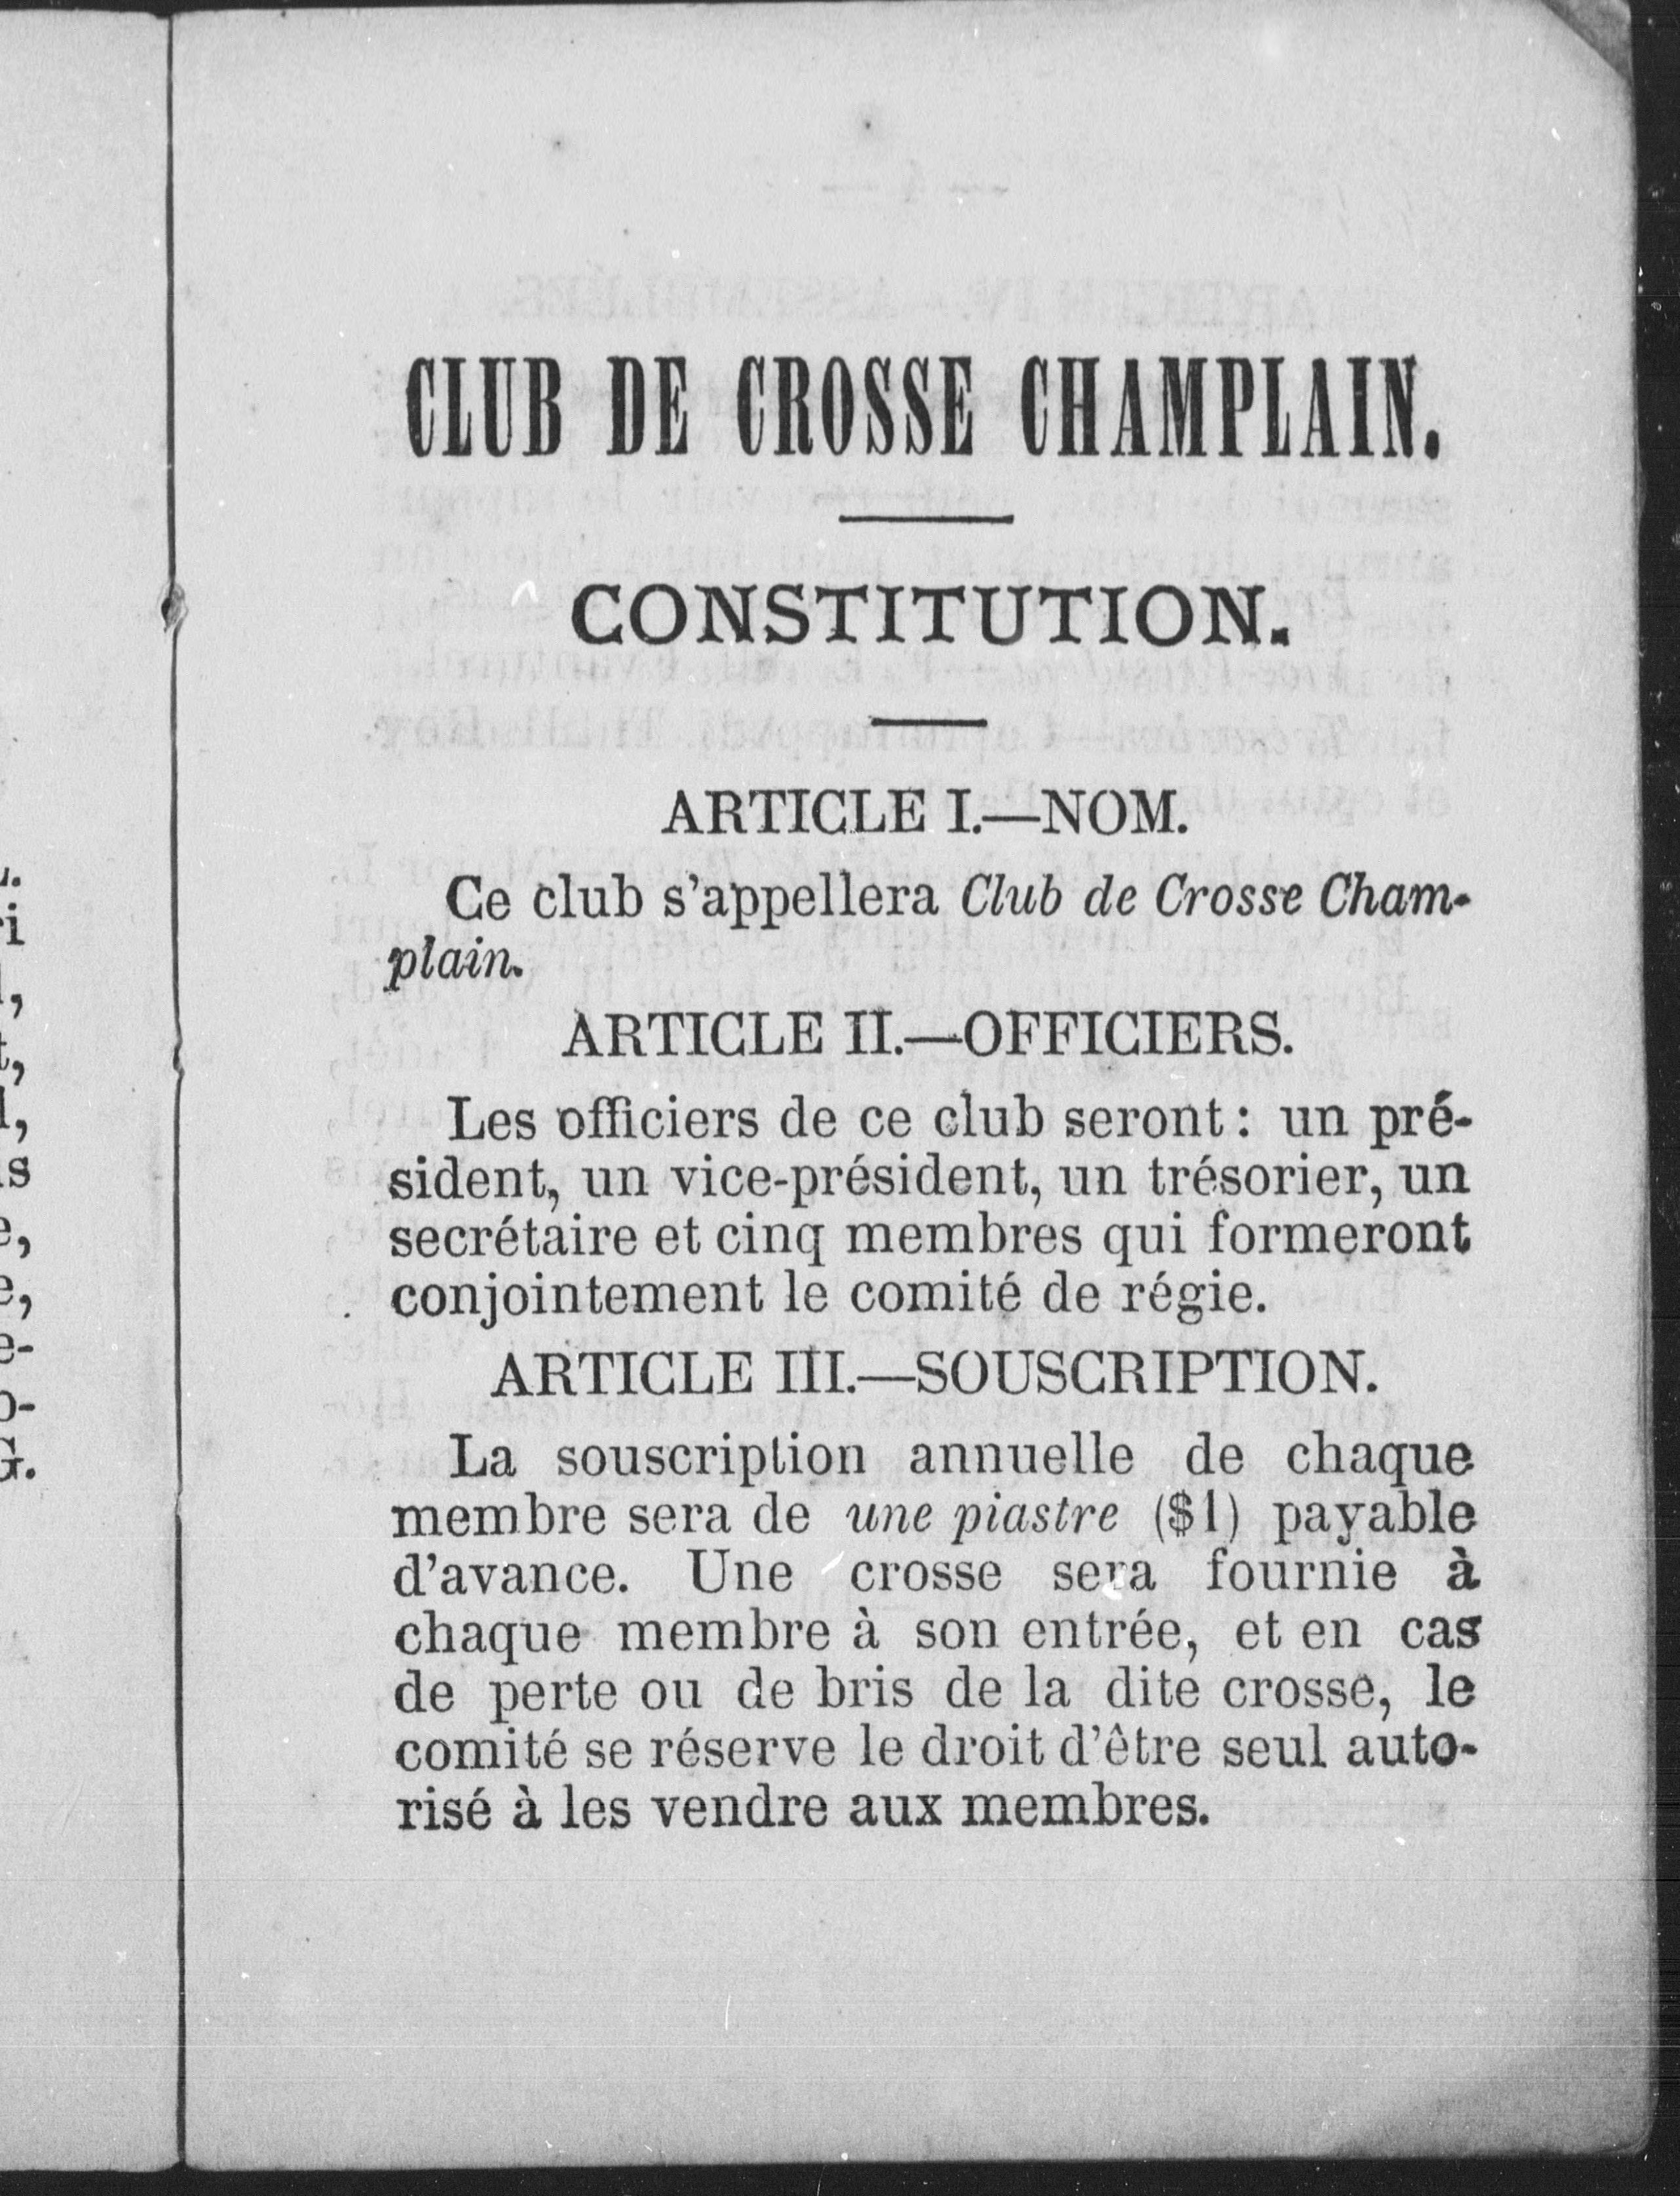 CLUB DE CROSSE CHAMPLAIN.
CONSTITUTION.
ARTICLE I.—NOM.
Ce club s'appellera Club de Crosse Cham-
plain.
ARTICLE II.—OFFICIERS.
Les officiers de ce club seront : un pré-
sident, un vice-président, un trésorier, un
secrétaire et cinq membres qui formeront
conjointement le comité de régie.
ARTICLE III.—SOUSCRIPTION.
La souscription annuelle de chaque
membre sera de une piastre ($1) payable
d'avance. Une crosse sera fournie à
chaque membre à son entrée, et en cas
de perte ou de bris de la dite crosse, le
comité se réserve le droit d'être seul auto-
risé à les vendre aux membres.